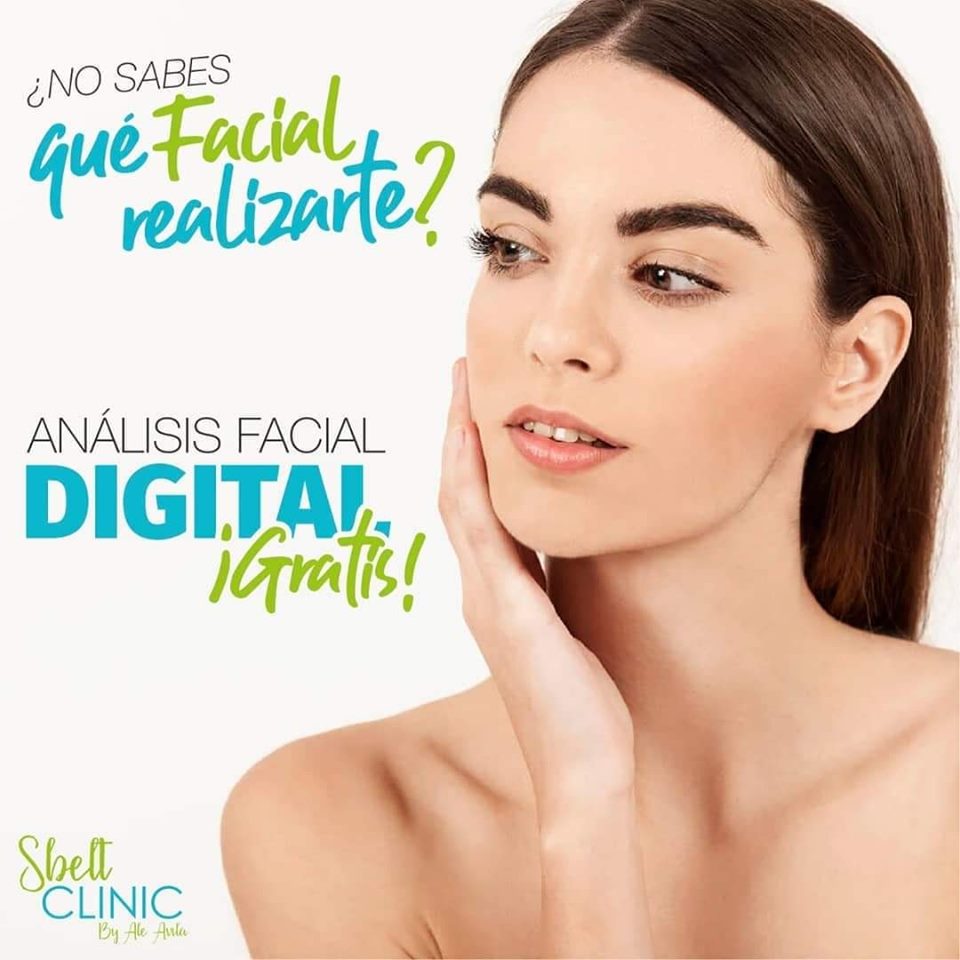 ¿NO SABES
qué Facial
realizarte?
ANÁLISIS FACIAL
DIGITAL
¡Gratis!
Sbelt
CLINIC
By Ale Avila